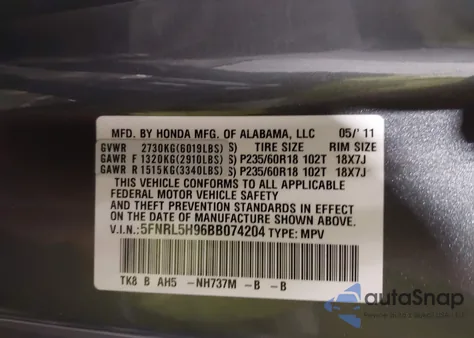 MFD. BY HONDA MFG. OF ALABAMA, LLC 05/'11
GVWR 2730KG(6019LBS) TIRE SIZE RIM SIZE
GAWR F 1320KG(2910LBS) S) P235/60R18 102T 18X7J
GAWR R 1515KG(3340LBS) S) P235/60R18 102T 18X7J
THIS VEHICLE CONFORMS TO ALL APPLICABLE
FEDERAL MOTOR VEHICLE SAFETY
AND THEFT PREVENTION STANDARDS IN EFFECT
ON THE DATE OF MANUFACTURE SHOWN ABOVE.
V.I.N.: 5FNRL5H96BB074204 TYPE: MPV
TK8 B AH5 -NH737M -B -B
autoSnap